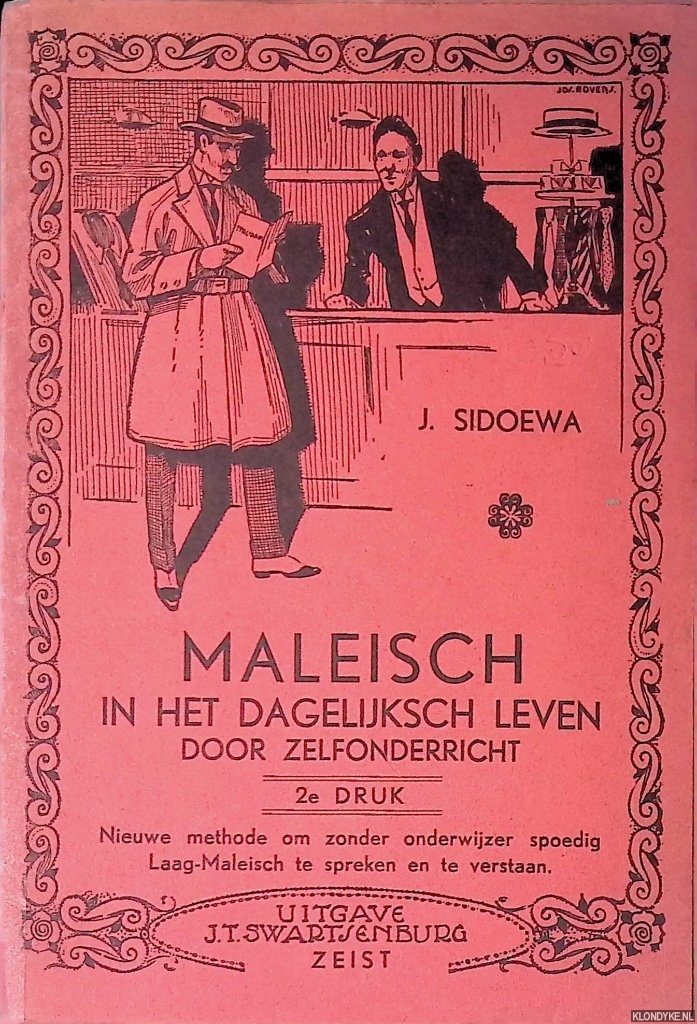 JOS. ROVERS.
J. SIDOEWA
MALEISCH
IN HET DAGELIJKSCH LEVEN
DOOR ZELFONDERRICHT
2e DRUK
Nieuwe methode om zonder onderwijzer spoedig
Laag-Maleisch te spreken en te verstaan.
UITGAVE
J.T. SWARTSENBURG
ZEIST
KLONDYKE.NL